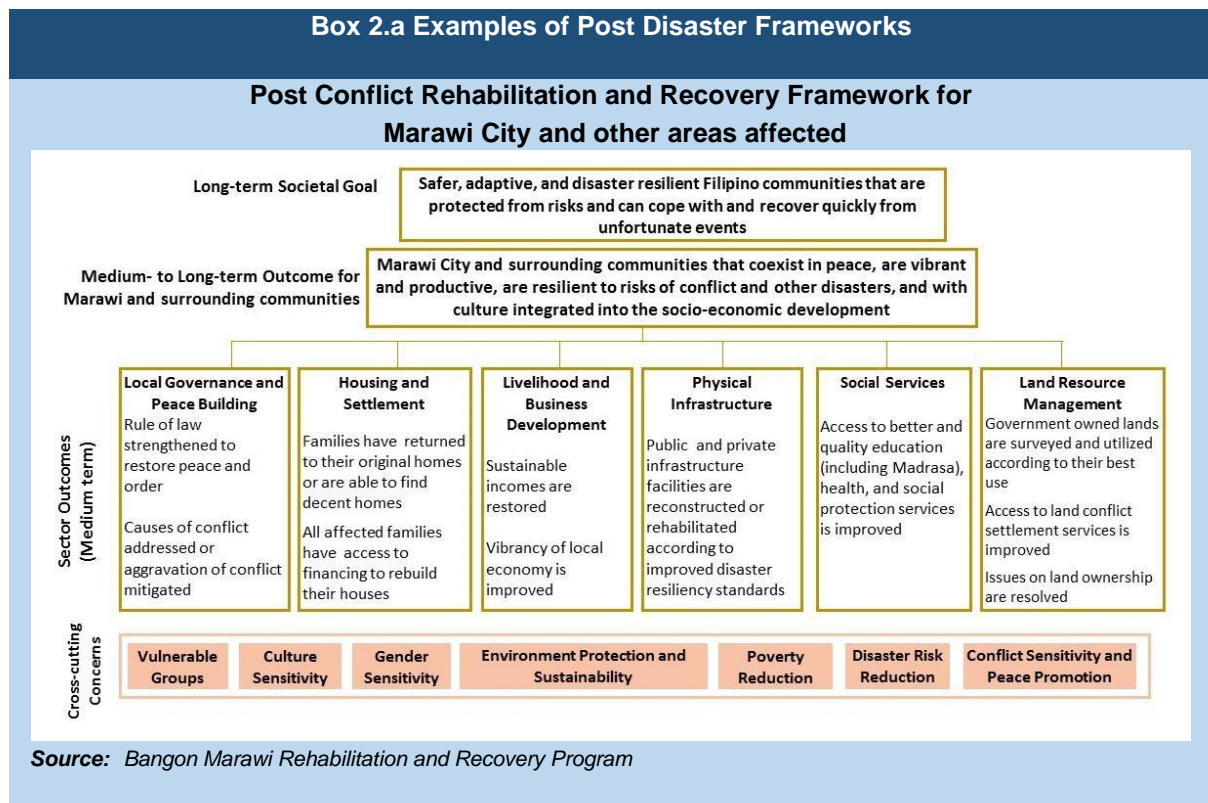 Box 2.a Examples of Post Disaster Frameworks
Post Conflict Rehabilitation and Recovery Framework for
Marawi City and other areas affected
Long-term Societal Goal
Safer, adaptive, and disaster resilient Filipino communities that are
protected from risks and can cope with and recover quickly from
unfortunate events
Medium- to Long-term Outcome for
Marawi and surrounding communities
Marawi City and surrounding communities that coexist in peace, are vibrant
and productive, are resilient to risks of conflict and other disasters, and with
culture integrated into the socio-economic development
Sector Outcomes
(Medium term)
Local Governance and
Peace Building
Rule of law
strengthened to
restore peace and
order
Causes of conflict
addressed or
aggravation of conflict
mitigated
Housing and
Settlement
Families have returned
to their original homes
or are able to find
decent homes
All affected families
have access to
financing to rebuild
their houses
Livelihood and
Business
Development
Sustainable
incomes are
restored
Vibrancy of local
economy is
improved
Physical
Infrastructure
Public and private
infrastructure
facilities are
reconstructed or
rehabilitated
according to
improved disaster
resiliency standards
Social Services
Access to better and
quality education
(including Madrasa),
health, and social
protection services
is improved
Land Resource
Management
Government owned lands
are surveyed and utilized
according to their best
use
Access to land conflict
settlement services is
improved
Issues on land ownership
are resolved
Cross-cutting
Concerns
Vulnerable
Groups
Culture
Sensitivity
Gender
Sensitivity
Environment Protection and
Sustainability
Poverty
Reduction
Disaster Risk
Reduction
Conflict Sensitivity and
Peace Promotion
Source: Bangon Marawi Rehabilitation and Recovery Program